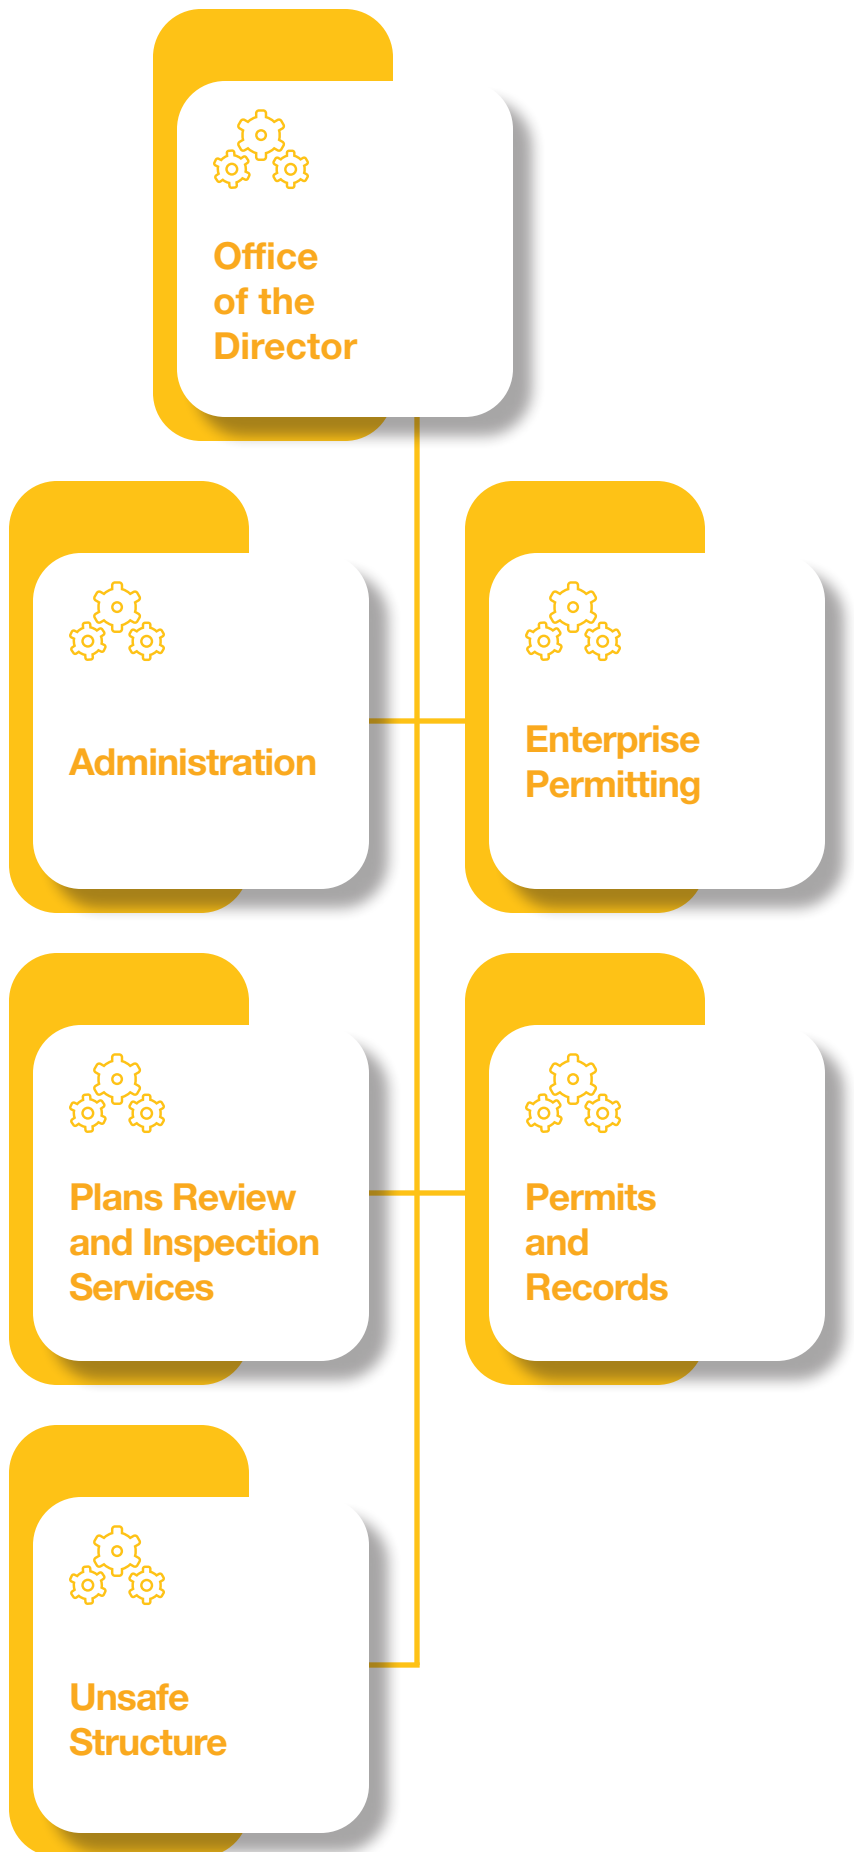 Office
of the
Director
Administration
Enterprise
Permitting
Plans Review
and Inspection
Services
Permits
and
Records
Unsafe
Structure